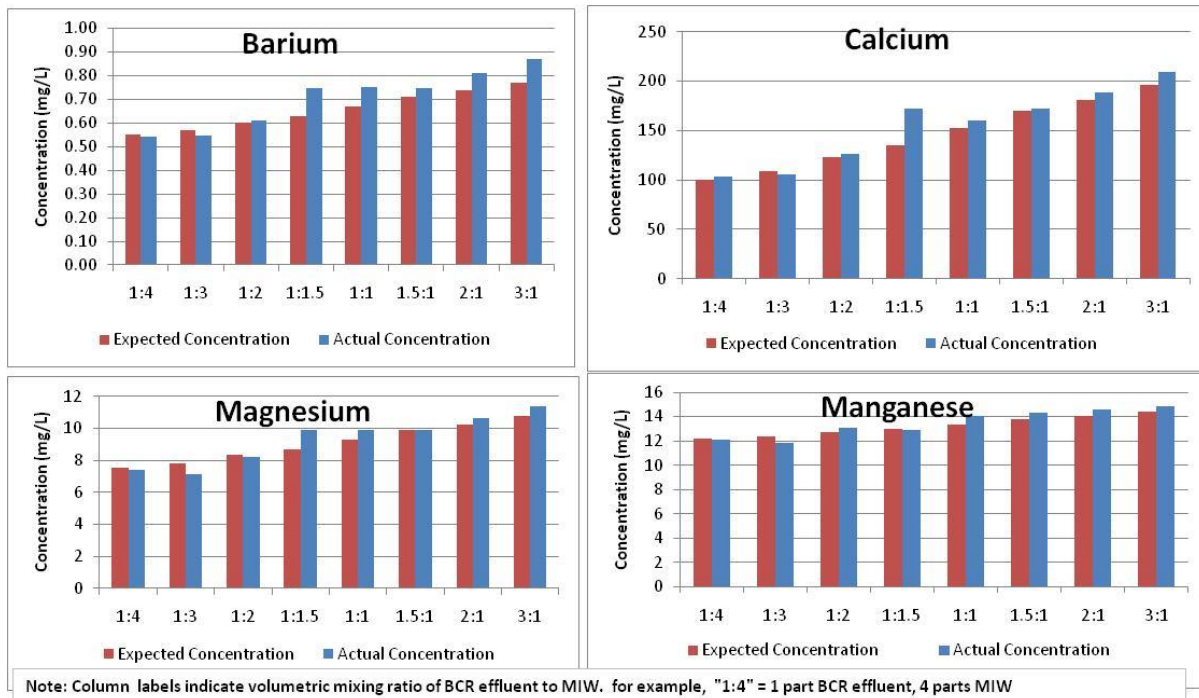 Barium
Concentration (mg/L)
1.00
0.90
0.80
0.70
0.60
0.50
0.40
0.30
0.20
0.10
0.00
1:4 1:3 1:2 1:1.5 1:1 1.5:1 2:1 3:1
Expected Concentration Actual Concentration
Calcium
Concentration (mg/L)
250
200
150
100
50
0
1:4 1:3 1:2 1:1.5 1:1 1.5:1 2:1 3:1
Expected Concentration Actual Concentration
Magnesium
Concentration (mg/L)
12
10
8
6
4
2
0
1:4 1:3 1:2 1:1.5 1:1 1.5:1 2:1 3:1
Expected Concentration Actual Concentration
Manganese
Concentration (mg/L)
16
14
12
10
8
6
4
2
0
1:4 1:3 1:2 1:1.5 1:1 1.5:1 2:1 3:1
Expected Concentration Actual Concentration
Note: Column labels indicate volumetric mixing ratio of BCR effluent to MIW. for example, "1:4" = 1 part BCR effluent, 4 parts MIW